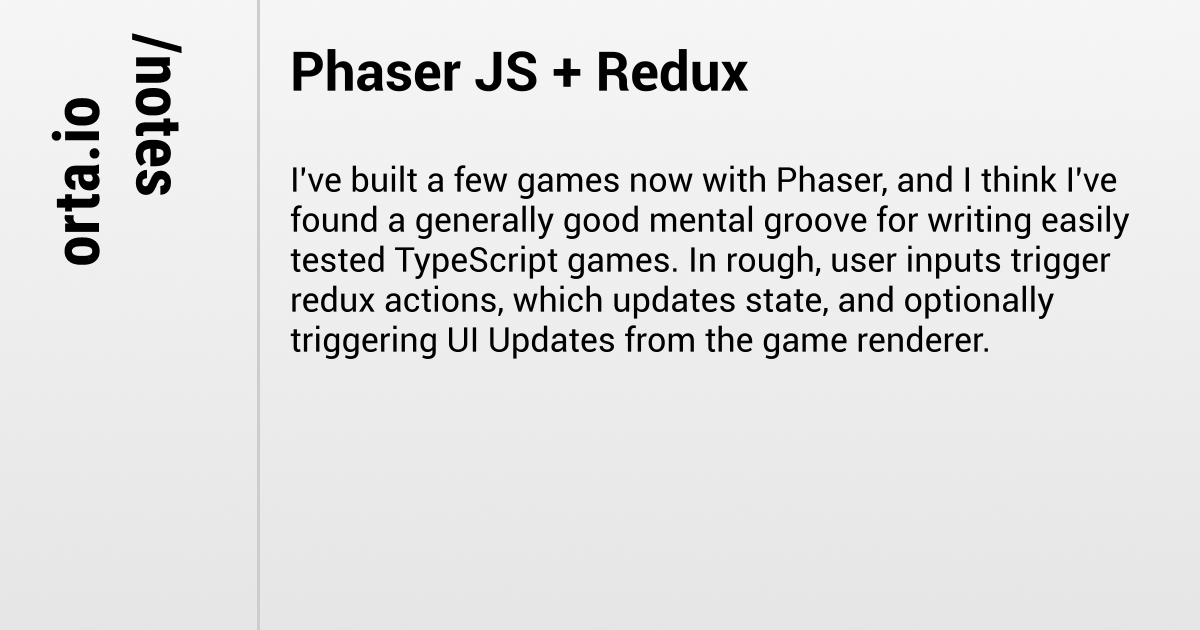 orta.io
/notes
Phaser JS + Redux
I've built a few games now with Phaser, and I think I've
found a generally good mental groove for writing easily
tested TypeScript games. In rough, user inputs trigger
redux actions, which updates state, and optionally
triggering UI Updates from the game renderer.